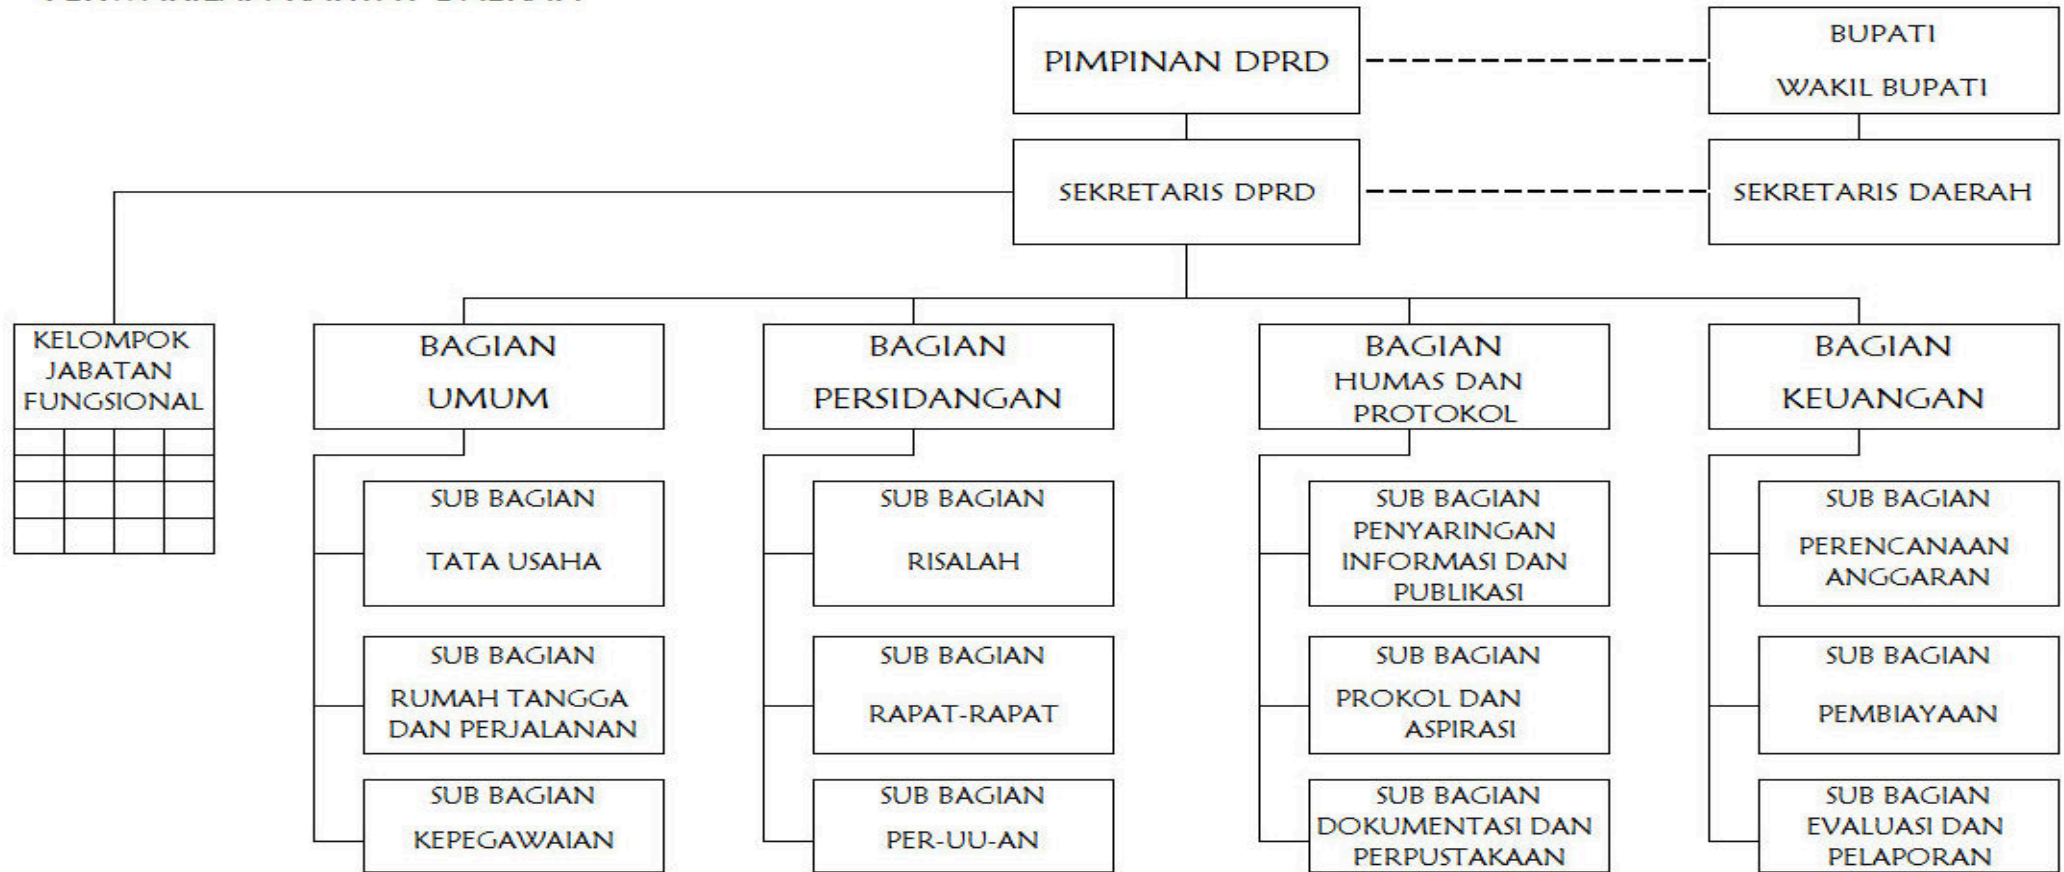 PIMPINAN DPRD
BUPATI
WAKIL BUPATI
SEKRETARIS DPRD
SEKRETARIS DAERAH
KELOMPOK
JABATAN
FUNGSIONAL
BAGIAN
UMUM
BAGIAN
PERSIDANGAN
BAGIAN
HUMAS DAN
PROTOKOL
BAGIAN
KEUANGAN
SUB BAGIAN
TATA USAHA
SUB BAGIAN
RISALAH
SUB BAGIAN
PENYARINGAN
INFORMASI DAN
PUBLIKASI
SUB BAGIAN
PERENCANAAN
ANGGARAN
SUB BAGIAN
RUMAH TANGGA
DAN PERJALANAN
SUB BAGIAN
RAPAT-RAPAT
SUB BAGIAN
PROKOL DAN
ASPIRASI
SUB BAGIAN
PEMBIAYAAN
SUB BAGIAN
KEPEGAWAIAN
SUB BAGIAN
PER-UU-AN
SUB BAGIAN
DOKUMENTASI DAN
PERPUSTAKAAN
SUB BAGIAN
EVALUASI DAN
PELAPORAN